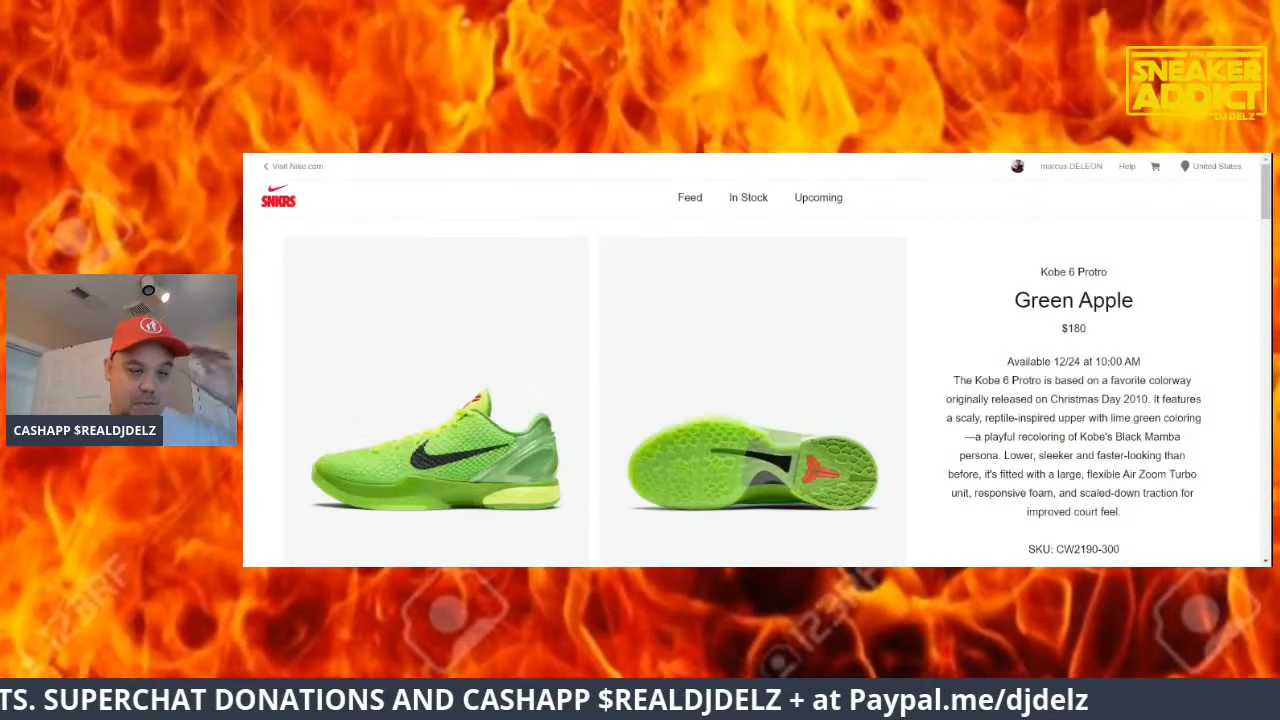 THE
SNEAKER
ADDICT
DJ DELZ
Visit Nike.com
marcus DELEON
Help
United States
SNKRS
Feed
In Stock
Upcoming
Kobe 6 Protro
Green Apple
$180
Available 12/24 at 10:00 AM
The Kobe 6 Protro is based on a favorite colorway
originally released on Christmas Day 2010. It features
a scaly, reptile-inspired upper with lime green coloring
—a playful recoloring of Kobe's Black Mamba
persona. Lower, sleeker and faster-looking than
before, it's fitted with a large, flexible Air Zoom Turbo
unit, responsive foam, and scaled-down traction for
improved court feel.
SKU: CW2190-300
CASHAPP $REALDJDELZ
123RF
123RF
123RF
TS. SUPERCHAT DONATIONS AND CASHAPP $REALDJDELZ + at Paypal.me/djdelz